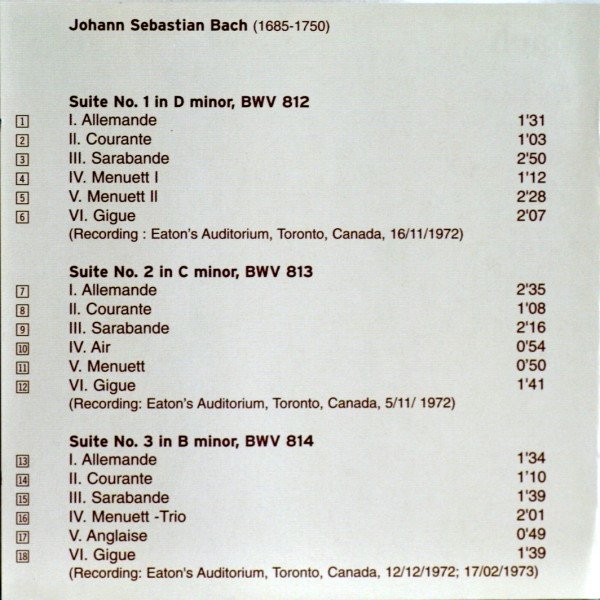 Johann Sebastian Bach (1685-1750)
Suite No. 1 in D minor, BWV 812
1 I. Allemande 1'31
2 II. Courante 1'03
3 III. Sarabande 2'50
4 IV. Menuett I 1'12
5 V. Menuett II 2'28
6 VI. Gigue 2'07
(Recording : Eaton's Auditorium, Toronto, Canada, 16/11/1972)
Suite No. 2 in C minor, BWV 813
7 I. Allemande 2'35
8 II. Courante 1'08
9 III. Sarabande 2'16
10 IV. Air 0'54
11 V. Menuett 0'50
12 VI. Gigue 1'41
(Recording: Eaton's Auditorium, Toronto, Canada, 5/11/ 1972)
Suite No. 3 in B minor, BWV 814
13 I. Allemande 1'34
14 II. Courante 1'10
15 III. Sarabande 1'39
16 IV. Menuett -Trio 2'01
17 V. Anglaise 0'49
18 VI. Gigue 1'39
(Recording: Eaton's Auditorium, Toronto, Canada, 12/12/1972; 17/02/1973)